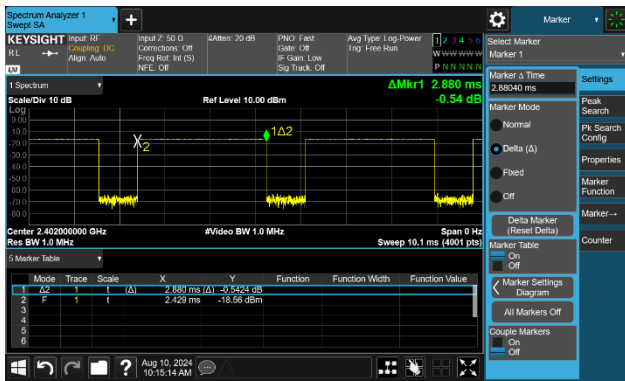 Spectrum Analyzer 1
Swept SA
Marker
KEYSIGHT Input: RF
RL
Coupling: DC
Align: Auto
LXI
Input Z: 50 Ω
Corrections: Off
Freq Ref: Int (S)
NFE: Off
#Atten: 20 dB
PNO: Fast
Gate: Off
IF Gain: Low
Sig Track: Off
Avg Type: Log-Power
Trig: Free Run
1 2 3 4 5 6
W W W W W W
P N N N N N
Select Marker
Marker 1
1 Spectrum
ΔMkr1 2.880 ms
-0.54 dB
Scale/Div 10 dB
Ref Level 10.00 dBm
Log
0.00
-10.0
-20.0
-30.0
-40.0
-50.0
-60.0
-70.0
-80.0
X2
1Δ2
Center 2.402000000 GHz
#Video BW 1.0 MHz
Span 0 Hz
Res BW 1.0 MHz
Sweep 10.1 ms (4001 pts)
5 Marker Table
Mode Trace Scale X Y Function Function Width Function Value
1 Δ2 1 t (Δ) 2.880 ms (Δ) -0.5424 dB
2 F 1 t 2.429 ms -18.56 dBm
3
4
5
6
Marker Δ Time
2.88040 ms
Marker Mode
Normal
Delta (Δ)
Fixed
Off
Delta Marker
(Reset Delta)
Marker Table
On
Off
Marker Settings
Diagram
All Markers Off
Couple Markers
On
Off
Settings
Peak
Search
Pk Search
Config
Properties
Marker
Function
Marker→
Counter
?
Aug 10, 2024
10:15:14 AM